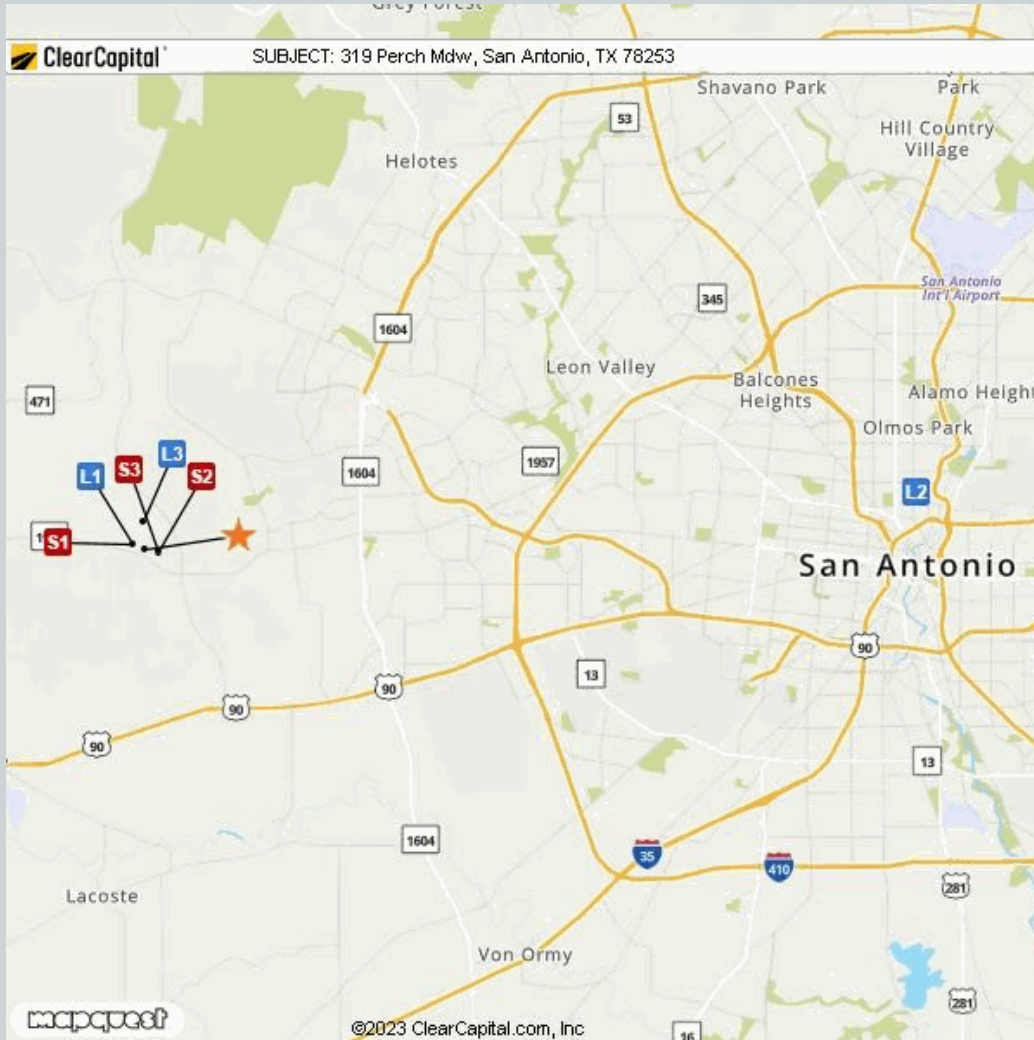 Grey Forest
ClearCapital
SUBJECT: 319 Perch Mdw, San Antonio, TX 78253
Shavano Park
Park
53
Hill Country
Village
Helotes
San Antonio
Int'l Airport
345
1604
Leon Valley
Balcones
Heights
Alamo Height
471
Olmos Park
L3
S3
L1
S2
1604
1957
L2
S1
San Antonio
90
13
90
90
90
13
1604
35
410
281
Lacoste
Von Ormy
281
mapquest
©2023 ClearCapital.com, Inc
16